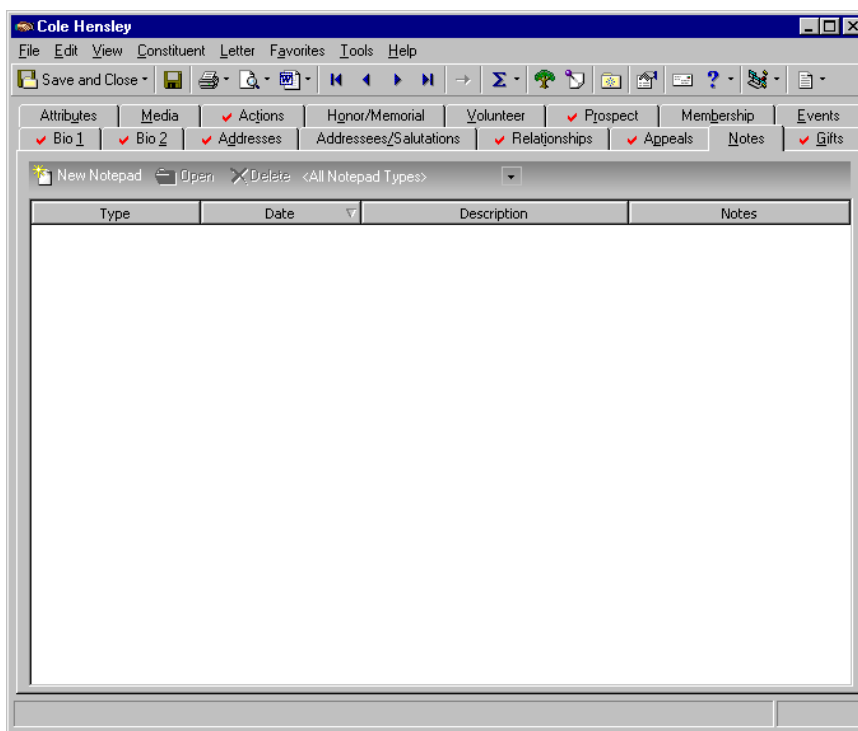 Cole Hensley
File Edit View Constituent Letter Favorites Tools Help
Save and Close
Attributes Media Actions Honor/Memorial Volunteer Prospect Membership Events
Bio 1 Bio 2 Addresses Addressees/Salutations Relationships Appeals Notes Gifts
New Notepad Open Delete <All Notepad Types>
Type Date Description Notes